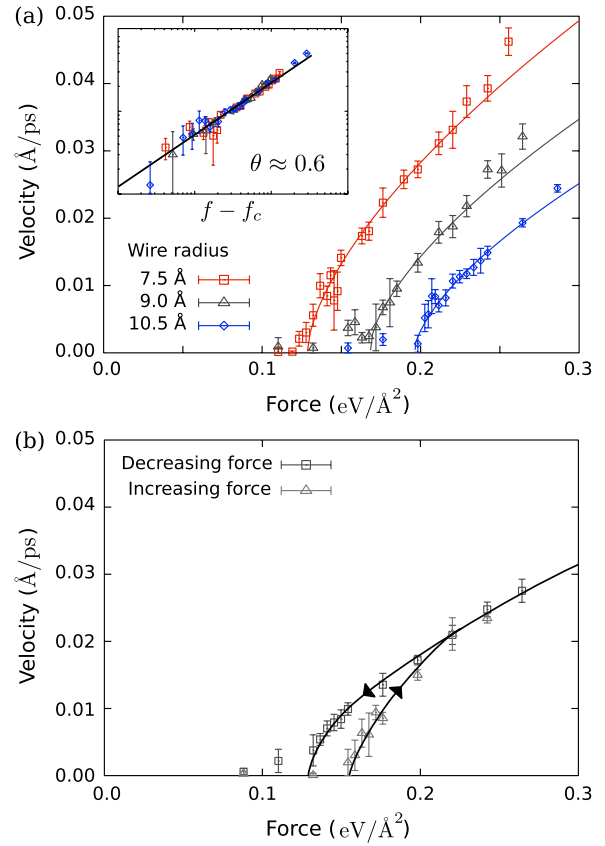 (a)
0.05
0.04
0.03
0.02
0.01
0.00
Velocity (Å/ps)
θ ≈ 0.6
f − f_c
Wire radius
7.5 Å
9.0 Å
10.5 Å
0.0 0.1 0.2 0.3
Force (eV/Å²)
(b)
0.05
0.04
0.03
0.02
0.01
0.00
Velocity (Å/ps)
Decreasing force
Increasing force
0.0 0.1 0.2 0.3
Force (eV/Å²)